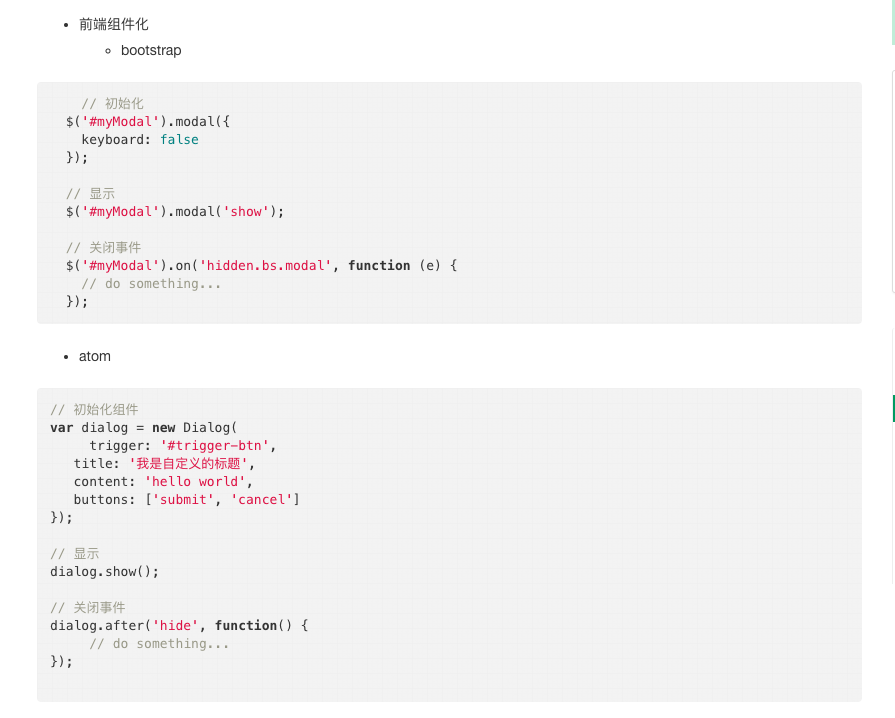 前端组件化
bootstrap
// 初始化
$('#myModal').modal({
keyboard: false
});
// 显示
$('#myModal').modal('show');
// 关闭事件
$('#myModal').on('hidden.bs.modal', function (e) {
// do something...
});
atom
// 初始化组件
var dialog = new Dialog(
trigger: '#trigger-btn',
title: '我是自定义的标题',
content: 'hello world',
buttons: ['submit', 'cancel']
});
// 显示
dialog.show();
// 关闭事件
dialog.after('hide', function() {
// do something...
});